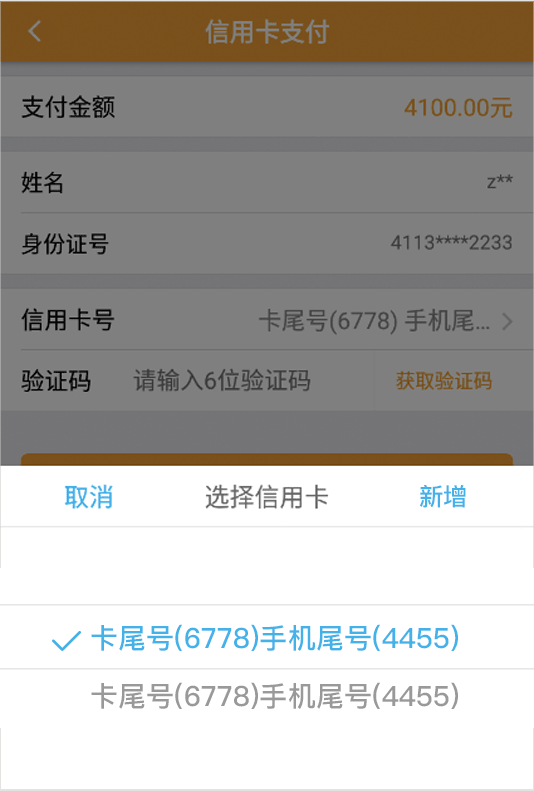 信用卡支付
支付金额 4100.00元
姓名 z**
身份证号 4113****2233
信用卡号 卡尾号(6778) 手机尾...
验证码 请输入6位验证码 获取验证码
取消 选择信用卡 新增
卡尾号(6778)手机尾号(4455)
卡尾号(6778)手机尾号(4455)